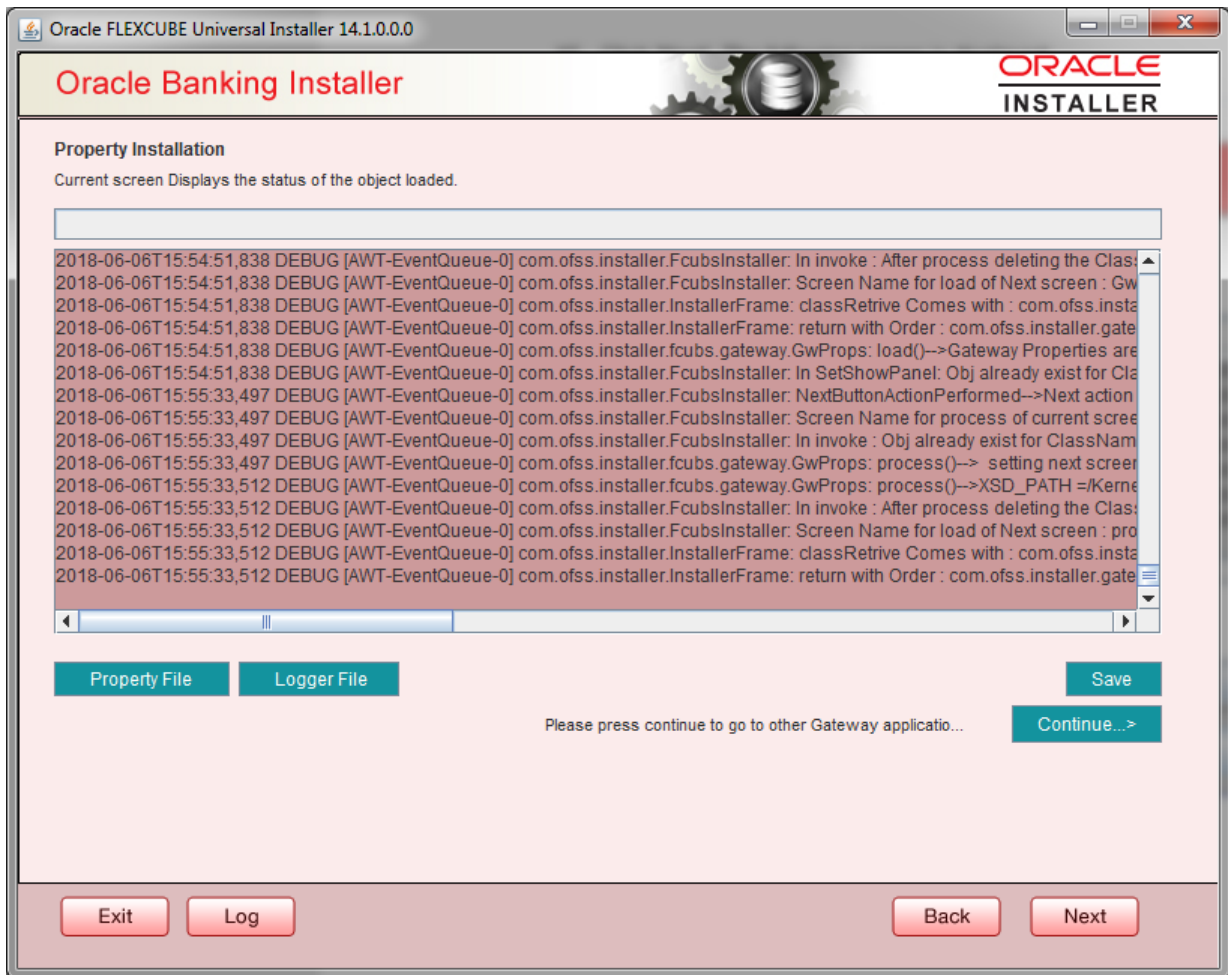 Oracle FLEXCUBE Universal Installer 14.1.0.0.0
Oracle Banking Installer
ORACLE
INSTALLER
Property Installation
Current screen Displays the status of the object loaded.
2018-06-06T15:54:51,838 DEBUG [AWT-EventQueue-0] com.ofss.installer.FcubsInstaller: In invoke : After process deleting the Clas
2018-06-06T15:54:51,838 DEBUG [AWT-EventQueue-0] com.ofss.installer.FcubsInstaller: Screen Name for load of Next screen : Gw
2018-06-06T15:54:51,838 DEBUG [AWT-EventQueue-0] com.ofss.installer.InstallerFrame: classRetrive Comes with : com.ofss.insta
2018-06-06T15:54:51,838 DEBUG [AWT-EventQueue-0] com.ofss.installer.InstallerFrame: return with Order : com.ofss.installer.gate
2018-06-06T15:54:51,838 DEBUG [AWT-EventQueue-0] com.ofss.installer.fcubs.gateway.GwProps: load()-->Gateway Properties are
2018-06-06T15:54:51,838 DEBUG [AWT-EventQueue-0] com.ofss.installer.FcubsInstaller: In SetShowPanel: Obj already exist for Cla
2018-06-06T15:55:33,497 DEBUG [AWT-EventQueue-0] com.ofss.installer.FcubsInstaller: NextButtonActionPerformed-->Next action
2018-06-06T15:55:33,497 DEBUG [AWT-EventQueue-0] com.ofss.installer.FcubsInstaller: Screen Name for process of current scree
2018-06-06T15:55:33,497 DEBUG [AWT-EventQueue-0] com.ofss.installer.FcubsInstaller: In invoke : Obj already exist for ClassNam
2018-06-06T15:55:33,497 DEBUG [AWT-EventQueue-0] com.ofss.installer.fcubs.gateway.GwProps: process()--> setting next screen
2018-06-06T15:55:33,512 DEBUG [AWT-EventQueue-0] com.ofss.installer.fcubs.gateway.GwProps: process()-->XSD_PATH =/Kerne
2018-06-06T15:55:33,512 DEBUG [AWT-EventQueue-0] com.ofss.installer.FcubsInstaller: In invoke : After process deleting the Clas
2018-06-06T15:55:33,512 DEBUG [AWT-EventQueue-0] com.ofss.installer.FcubsInstaller: Screen Name for load of Next screen : pro
2018-06-06T15:55:33,512 DEBUG [AWT-EventQueue-0] com.ofss.installer.InstallerFrame: classRetrive Comes with : com.ofss.insta
2018-06-06T15:55:33,512 DEBUG [AWT-EventQueue-0] com.ofss.installer.InstallerFrame: return with Order : com.ofss.installer.gate
Property File
Logger File
Save
Please press continue to go to other Gateway applicatio...
Continue...>
Exit
Log
Back
Next